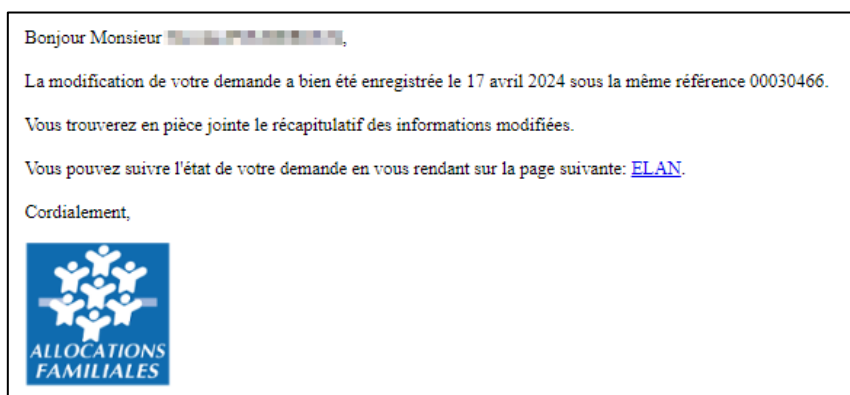 Bonjour Monsieur ,
La modification de votre demande a bien été enregistrée le 17 avril 2024 sous la même référence 00030466.
Vous trouverez en pièce jointe le récapitulatif des informations modifiées.
Vous pouvez suivre l'état de votre demande en vous rendant sur la page suivante: ELAN.
Cordialement,
ALLOCATIONS
FAMILIALES